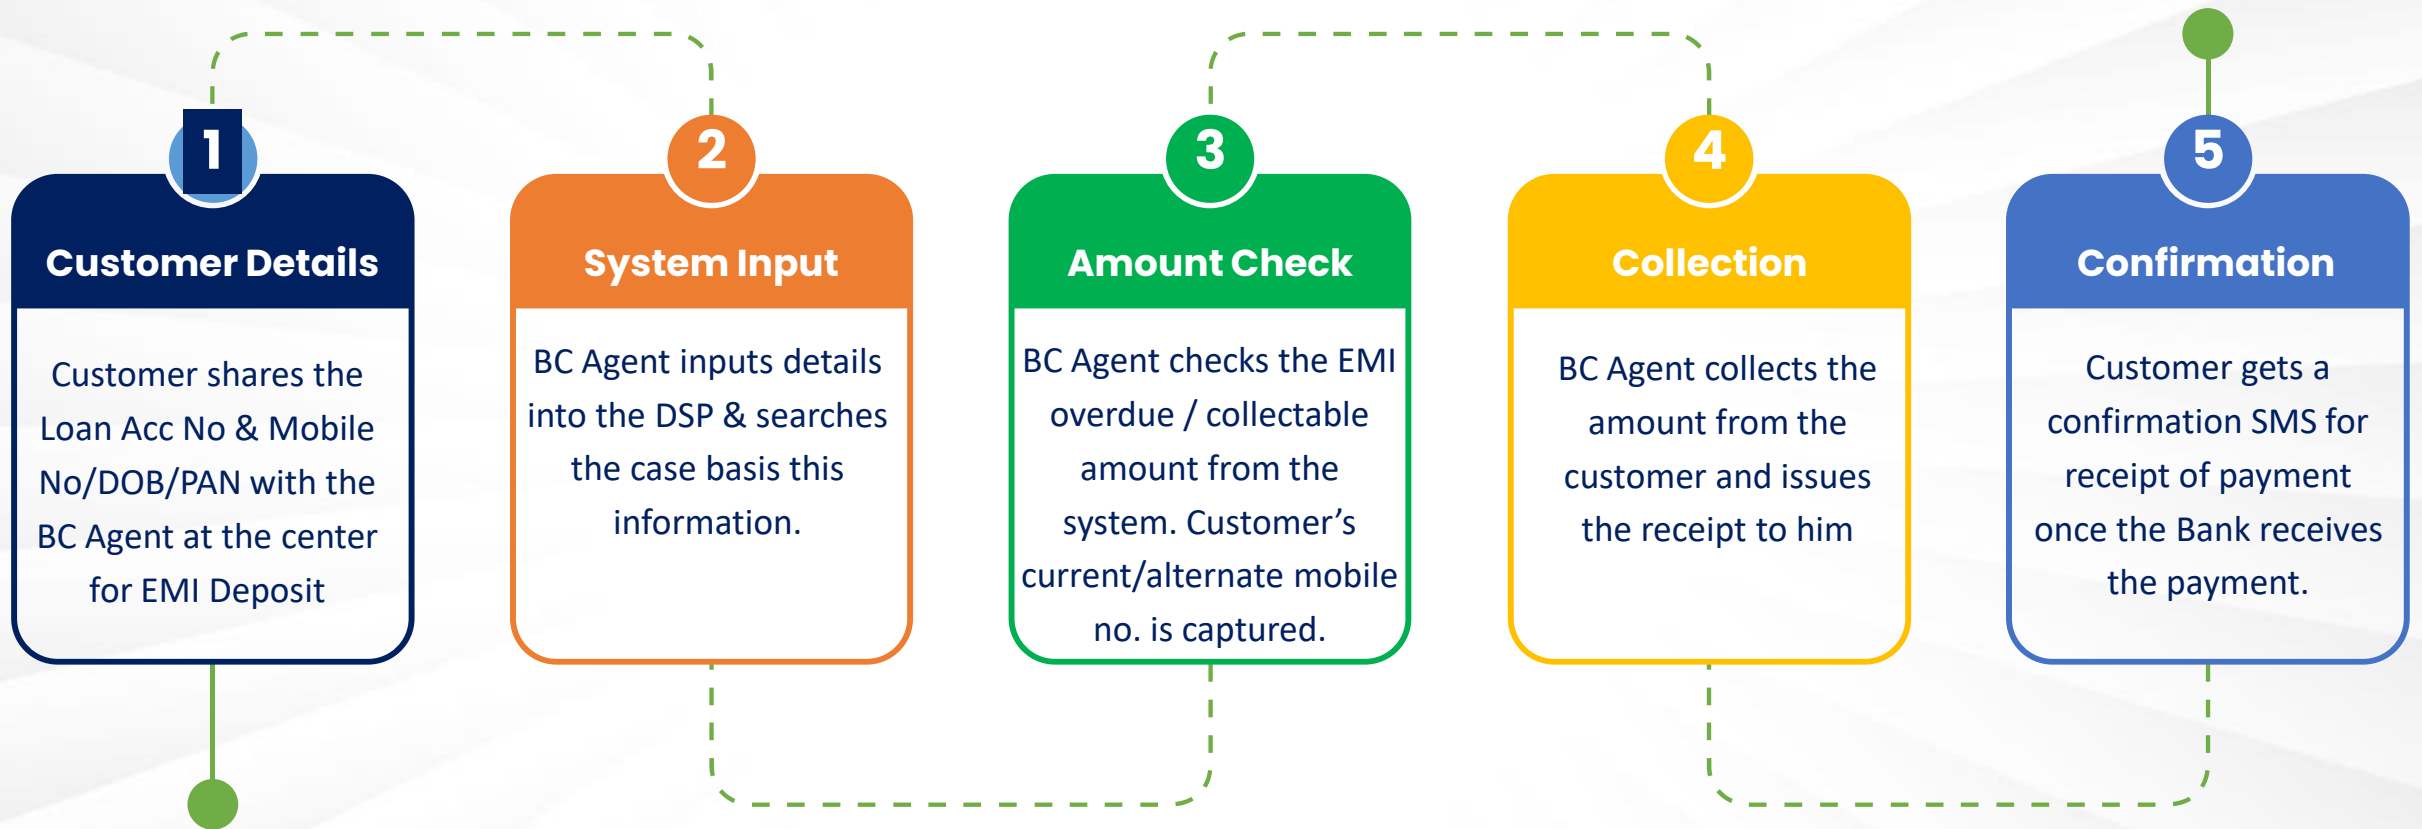 1
Customer Details
Customer shares the
Loan Acc No & Mobile
No/DOB/PAN with the
BC Agent at the center
for EMI Deposit
2
System Input
BC Agent inputs details
into the DSP & searches
the case basis this
information.
3
Amount Check
BC Agent checks the EMI
overdue / collectable
amount from the
system. Customer’s
current/alternate mobile
no. is captured.
4
Collection
BC Agent collects the
amount from the
customer and issues
the receipt to him
5
Confirmation
Customer gets a
confirmation SMS for
receipt of payment
once the Bank receives
the payment.